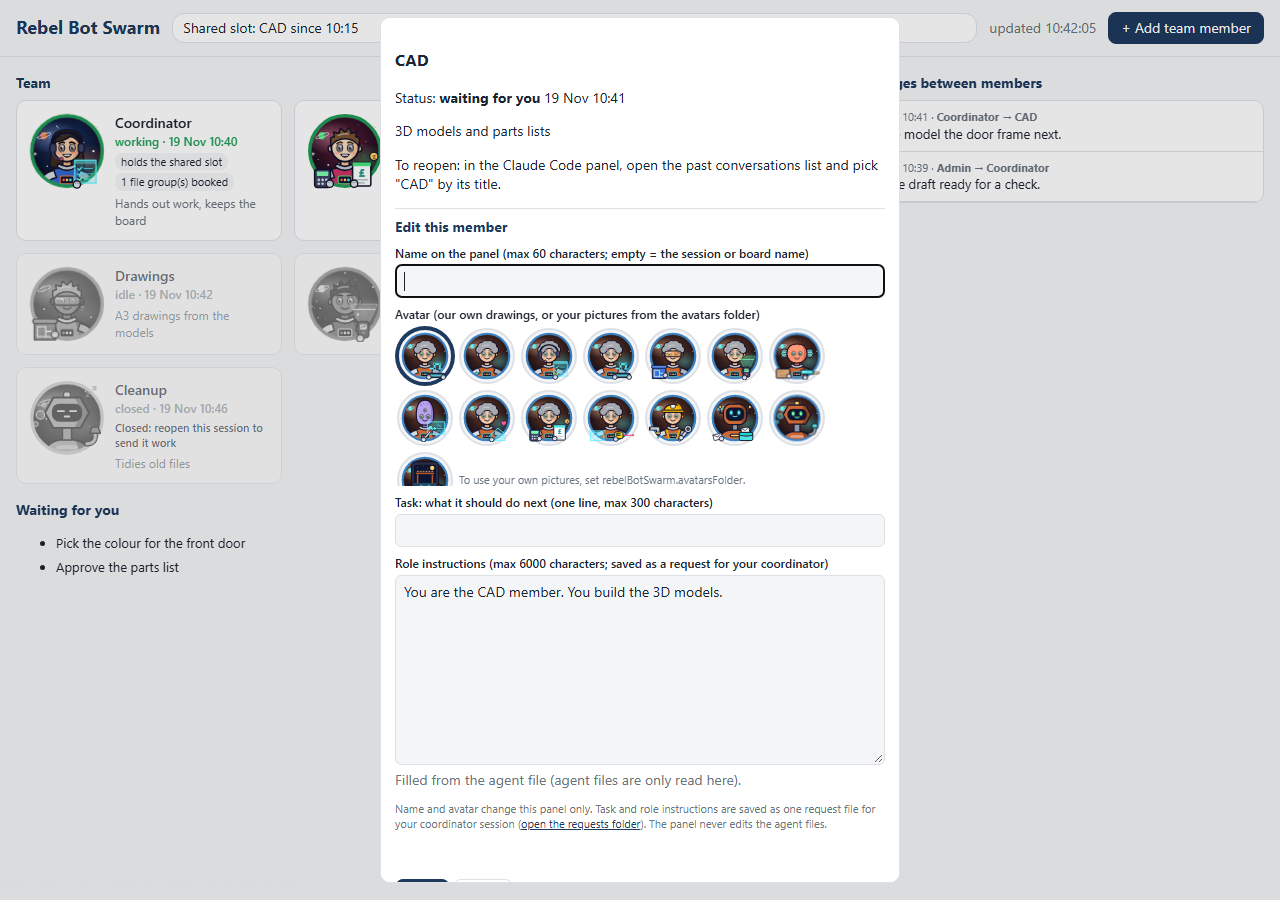 Rebel Bot Swarm
Shared slot: CAD since 10:15
updated 10:42:05
+ Add team member
Team
Coordinator
working · 19 Nov 10:40
holds the shared slot
1 file group(s) booked
Hands out work, keeps the
board
Drawings
idle · 19 Nov 10:42
A3 drawings from the
models
Cleanup
closed · 19 Nov 10:46
Closed: reopen this session to
send it work
Tidies old files
Waiting for you
Pick the colour for the front door
Approve the parts list
CAD
Status: waiting for you 19 Nov 10:41
3D models and parts lists
To reopen: in the Claude Code panel, open the past conversations list and pick
"CAD" by its title.
Edit this member
Name on the panel (max 60 characters; empty = the session or board name)
Avatar (our own drawings, or your pictures from the avatars folder)
To use your own pictures, set rebelBotSwarm.avatarsFolder.
Task: what it should do next (one line, max 300 characters)
Role instructions (max 6000 characters; saved as a request for your coordinator)
You are the CAD member. You build the 3D models.
Filled from the agent file (agent files are only read here).
Name and avatar change this panel only. Task and role instructions are saved as one request file for
your coordinator session (open the requests folder). The panel never edits the agent files.
between members
10:41 · Coordinator → CAD
model the door frame next.
10:39 · Admin → Coordinator
draft ready for a check.